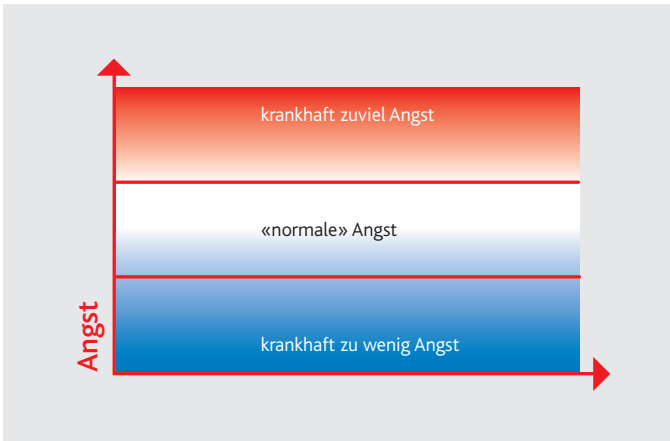 krankhaft zuviel Angst
«normale» Angst
krankhaft zu wenig Angst
Angst